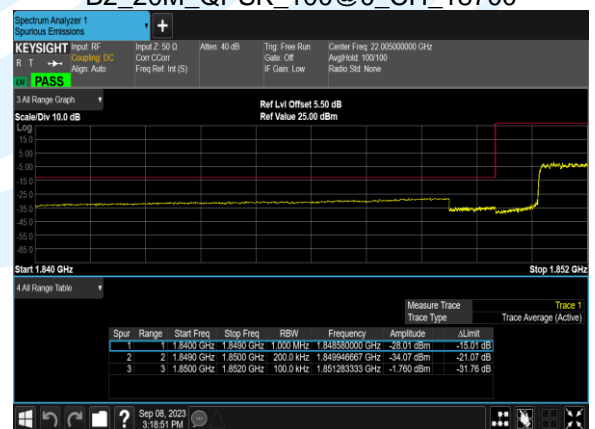 B2_20M_QPSK_100@0_CH_18700
Spectrum Analyzer 1
Spurious Emissions
KEYSIGHT Input: RF Input Z: 50 Ω Atten: 40 dB Trig: Free Run Center Freq: 22.005000000 GHz
R T Coupling: DC Corr CCorr Gate: Off Avg|Hold: 100/100
Align: Auto Freq Ref: Int (S) IF Gain: Low Radio Std: None
PASS
3 All Range Graph
Ref Lvl Offset 5.50 dB
Scale/Div 10.0 dB Ref Value 25.00 dBm
Log
15.0
5.00
-5.00
-15.0
-25.0
-35.0
-45.0
-55.0
-65.0
Start 1.840 GHz Stop 1.852 GHz
4 All Range Table
Measure Trace Trace 1
Trace Type Trace Average (Active)
Spur Range Start Freq Stop Freq RBW Frequency Amplitude ΔLimit
1 1 1.8400 GHz 1.8490 GHz 1.000 MHz 1.848580000 GHz -28.01 dBm -15.01 dB
2 2 1.8490 GHz 1.8500 GHz 200.0 kHz 1.849946667 GHz -34.07 dBm -21.07 dB
3 3 1.8500 GHz 1.8520 GHz 100.0 kHz 1.851283333 GHz -1.760 dBm -31.76 dB
? Sep 08, 2023
3:18:51 PM